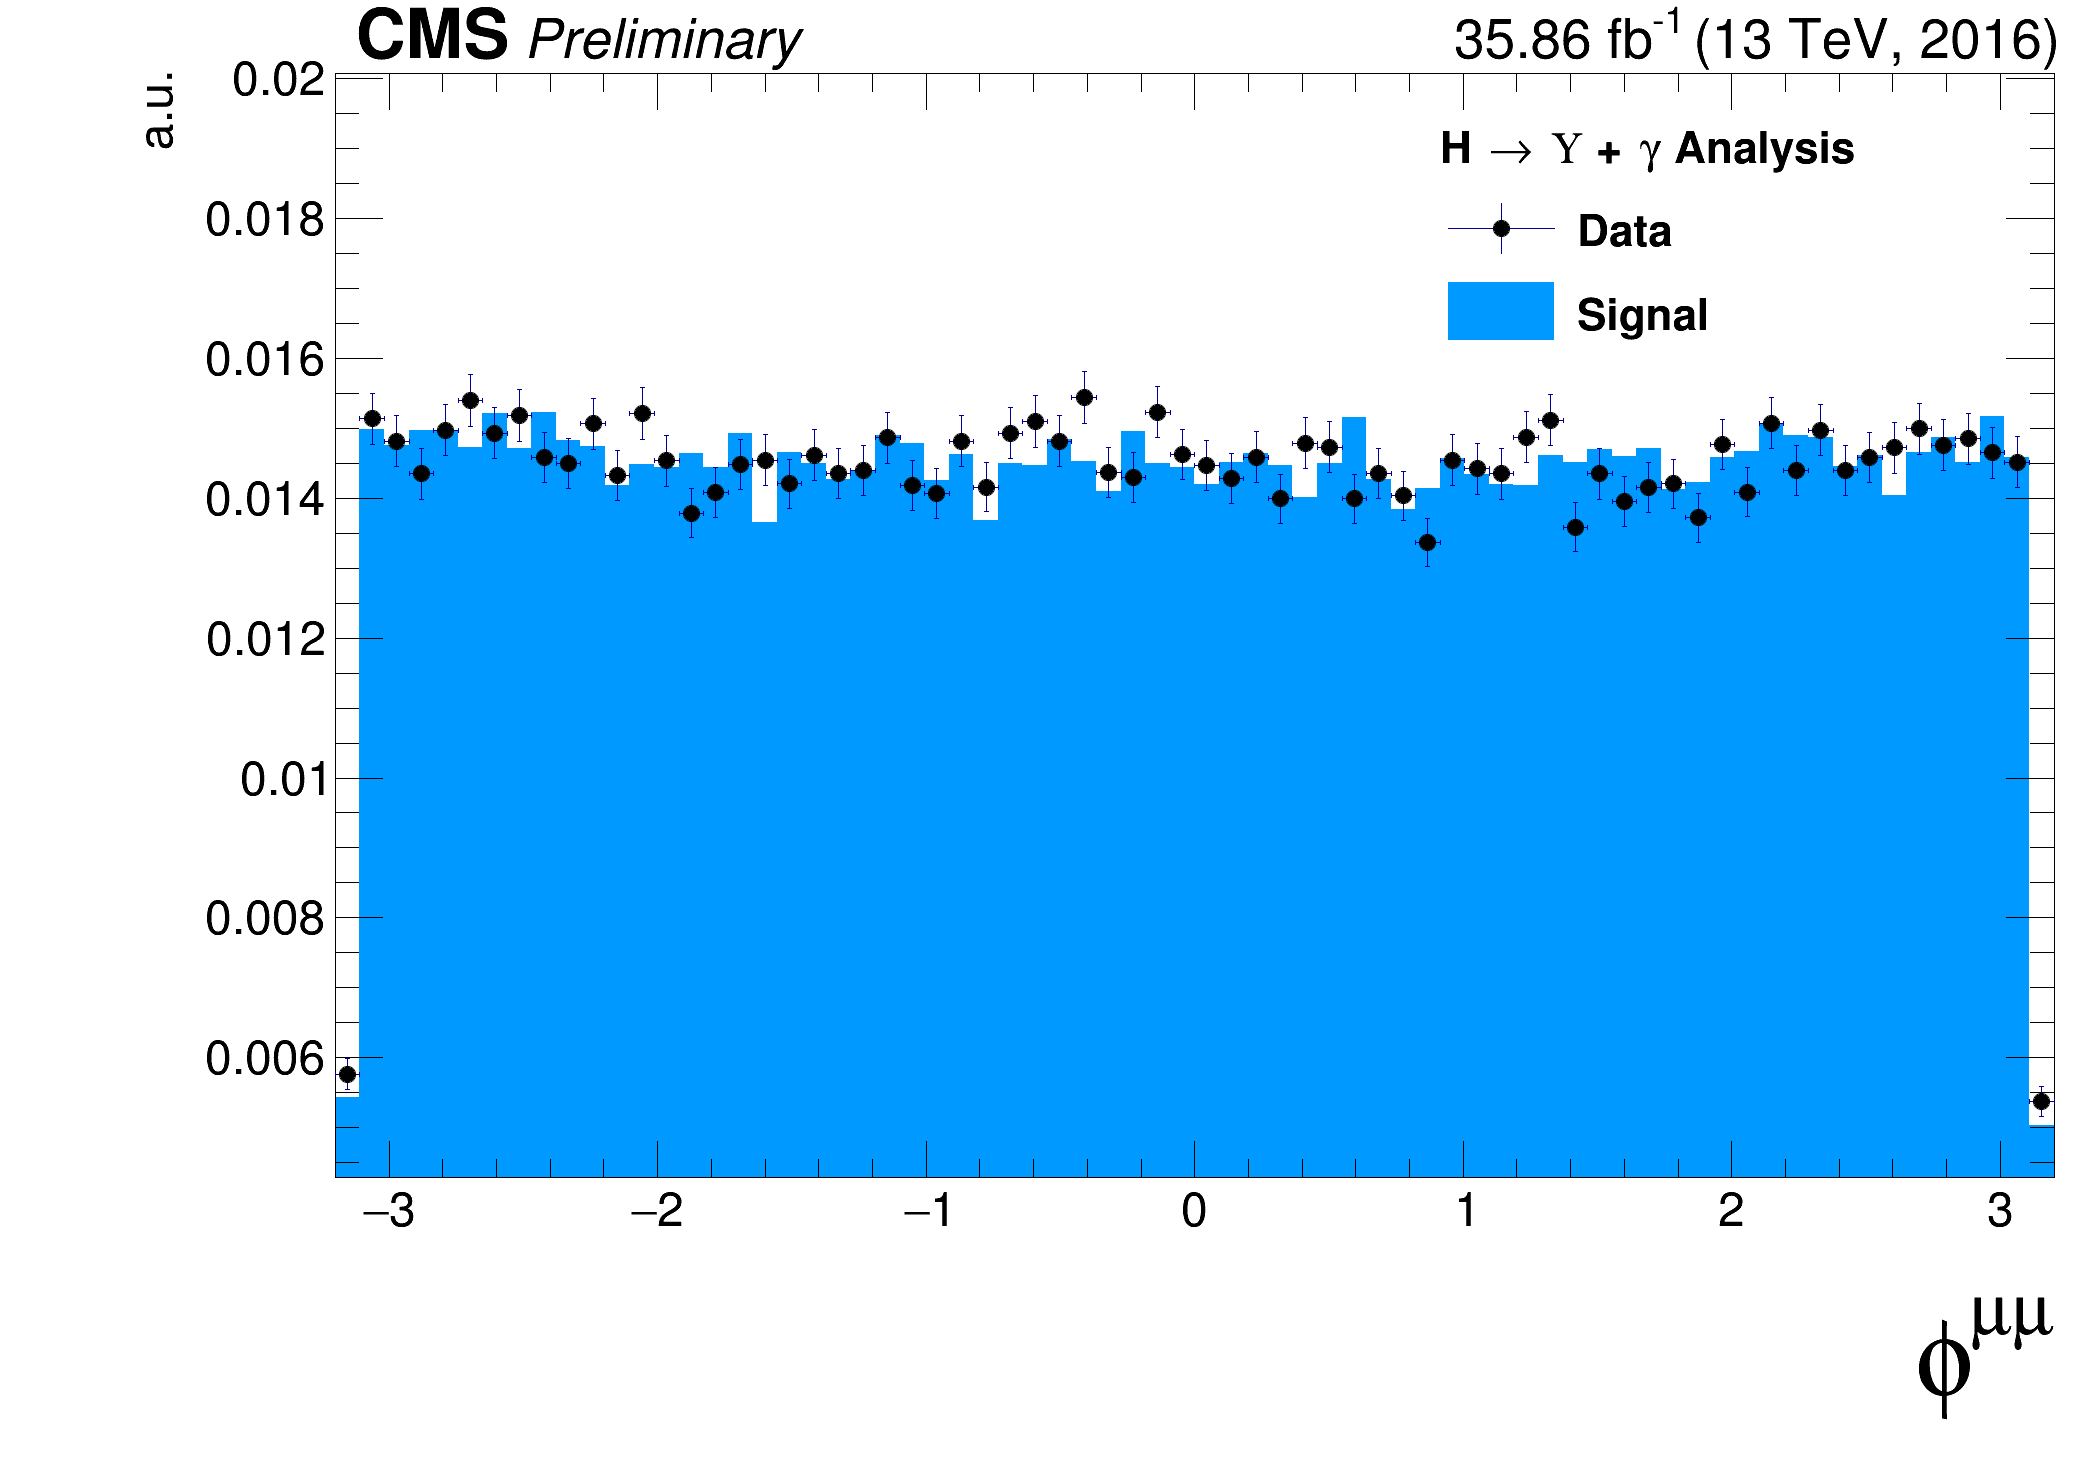 CMS Preliminary 35.86 fb⁻¹ (13 TeV, 2016)
a.u.
0.02
0.018
0.016
0.014
0.012
0.01
0.008
0.006
H → Υ + γ Analysis
Data
Signal
−3 −2 −1 0 1 2 3
ϕ^μμ